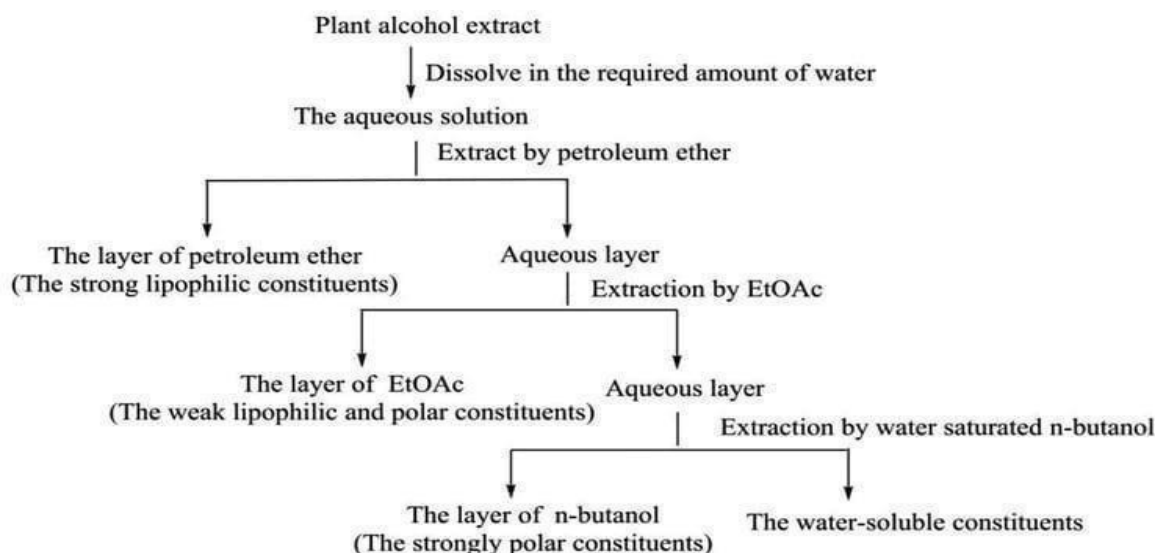 Plant alcohol extract
Dissolve in the required amount of water
The aqueous solution
Extract by petroleum ether
The layer of petroleum ether
(The strong lipophilic constituents)
Aqueous layer
Extraction by EtOAc
The layer of EtOAc
(The weak lipophilic and polar constituents)
Aqueous layer
Extraction by water saturated n-butanol
The layer of n-butanol
(The strongly polar constituents)
The water-soluble constituents